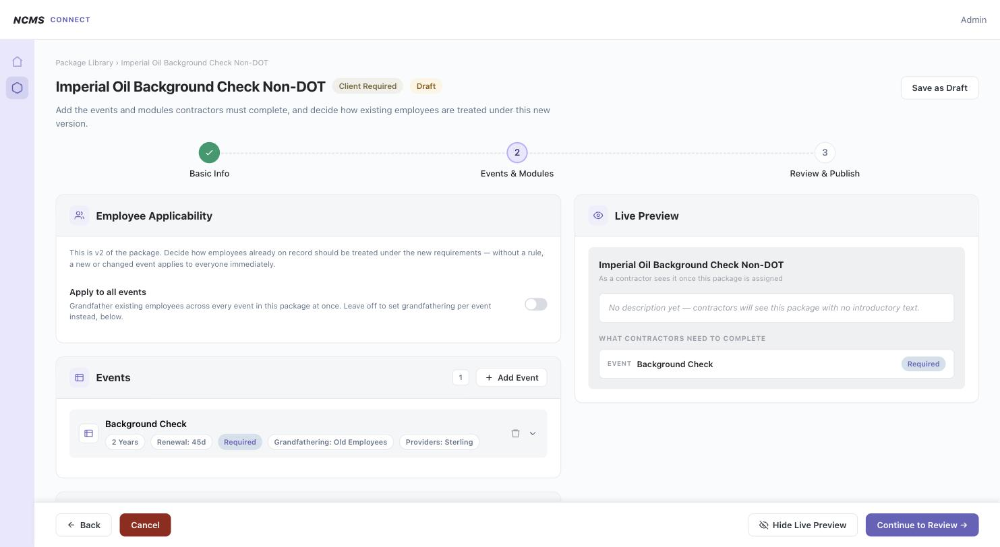 NCMS CONNECT
Admin
Package Library › Imperial Oil Background Check Non-DOT
Imperial Oil Background Check Non-DOT
Client Required
Draft
Save as Draft
Add the events and modules contractors must complete, and decide how existing employees are treated under this new
version.
2
3
Basic Info
Events & Modules
Review & Publish
Employee Applicability
This is v2 of the package. Decide how employees already on record should be treated under the new requirements — without a rule,
a new or changed event applies to everyone immediately.
Apply to all events
Grandfather existing employees across every event in this package at once. Leave off to set grandfathering per event
instead, below.
Events
1
+ Add Event
Background Check
2 Years
Renewal: 45d
Required
Grandfathering: Old Employees
Providers: Sterling
Live Preview
Imperial Oil Background Check Non-DOT
As a contractor sees it once this package is assigned
No description yet — contractors will see this package with no introductory text.
WHAT CONTRACTORS NEED TO COMPLETE
EVENT Background Check
Required
← Back
Cancel
Hide Live Preview
Continue to Review →